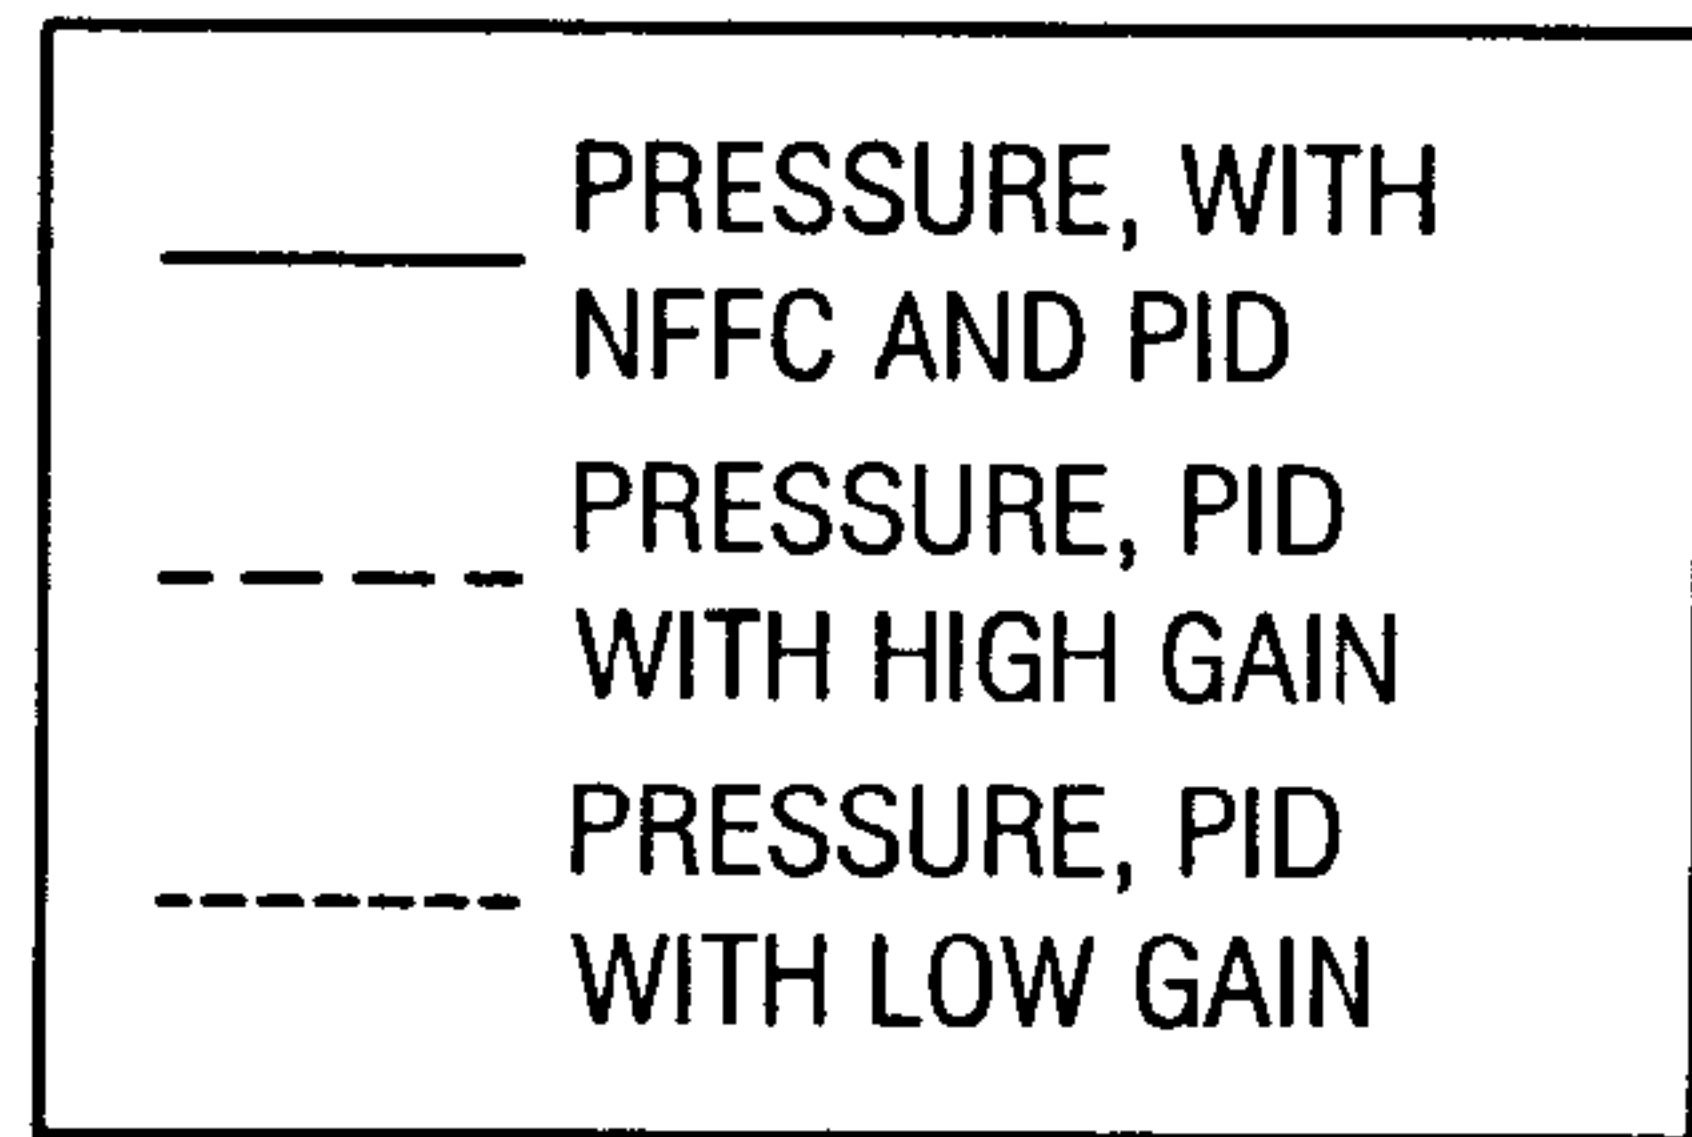 PRESSURE, WITH
NFFC AND PID
PRESSURE, PID
WITH HIGH GAIN
PRESSURE, PID
WITH LOW GAIN